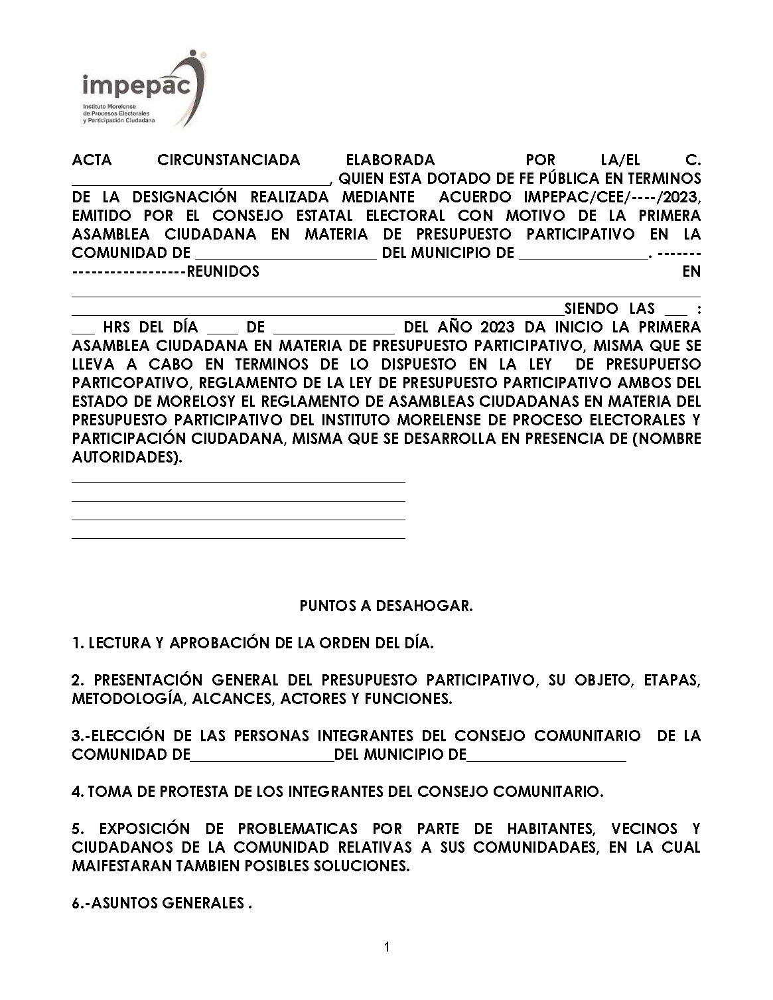 impepac
Instituto Morelense
de Procesos Electorales
y Participación Ciudadana
ACTA CIRCUNSTANCIADA ELABORADA POR LA/EL C.
________________________________, QUIEN ESTA DOTADO DE FE PÚBLICA EN TERMINOS
DE LA DESIGNACIÓN REALIZADA MEDIANTE ACUERDO IMPEPAC/CEE/----/2023,
EMITIDO POR EL CONSEJO ESTATAL ELECTORAL CON MOTIVO DE LA PRIMERA
ASAMBLEA CIUDADANA EN MATERIA DE PRESUPUESTO PARTICIPATIVO EN LA
COMUNIDAD DE ______________________ DEL MUNICIPIO DE ________________. -------
------------------REUNIDOS EN
______________________________________________________________________________
_____________________________________________________________SIENDO LAS ___ :
___ HRS DEL DÍA ____ DE _______________ DEL AÑO 2023 DA INICIO LA PRIMERA
ASAMBLEA CIUDADANA EN MATERIA DE PRESUPUESTO PARTICIPATIVO, MISMA QUE SE
LLEVA A CABO EN TERMINOS DE LO DISPUESTO EN LA LEY DE PRESUPUETSO
PARTICOPATIVO, REGLAMENTO DE LA LEY DE PRESUPUESTO PARTICIPATIVO AMBOS DEL
ESTADO DE MORELOSY EL REGLAMENTO DE ASAMBLEAS CIUDADANAS EN MATERIA DEL
PRESUPUESTO PARTICIPATIVO DEL INSTITUTO MORELENSE DE PROCESO ELECTORALES Y
PARTICIPACIÓN CIUDADANA, MISMA QUE SE DESARROLLA EN PRESENCIA DE (NOMBRE
AUTORIDADES).
_________________________________________
_________________________________________
_________________________________________
_________________________________________
PUNTOS A DESAHOGAR.
1. LECTURA Y APROBACIÓN DE LA ORDEN DEL DÍA.
2. PRESENTACIÓN GENERAL DEL PRESUPUESTO PARTICIPATIVO, SU OBJETO, ETAPAS,
METODOLOGÍA, ALCANCES, ACTORES Y FUNCIONES.
3.-ELECCIÓN DE LAS PERSONAS INTEGRANTES DEL CONSEJO COMUNITARIO DE LA
COMUNIDAD DE__________________DEL MUNICIPIO DE____________________
4. TOMA DE PROTESTA DE LOS INTEGRANTES DEL CONSEJO COMUNITARIO.
5. EXPOSICIÓN DE PROBLEMATICAS POR PARTE DE HABITANTES, VECINOS Y
CIUDADANOS DE LA COMUNIDAD RELATIVAS A SUS COMUNIDADAES, EN LA CUAL
MAIFESTARAN TAMBIEN POSIBLES SOLUCIONES.
6.-ASUNTOS GENERALES .
1